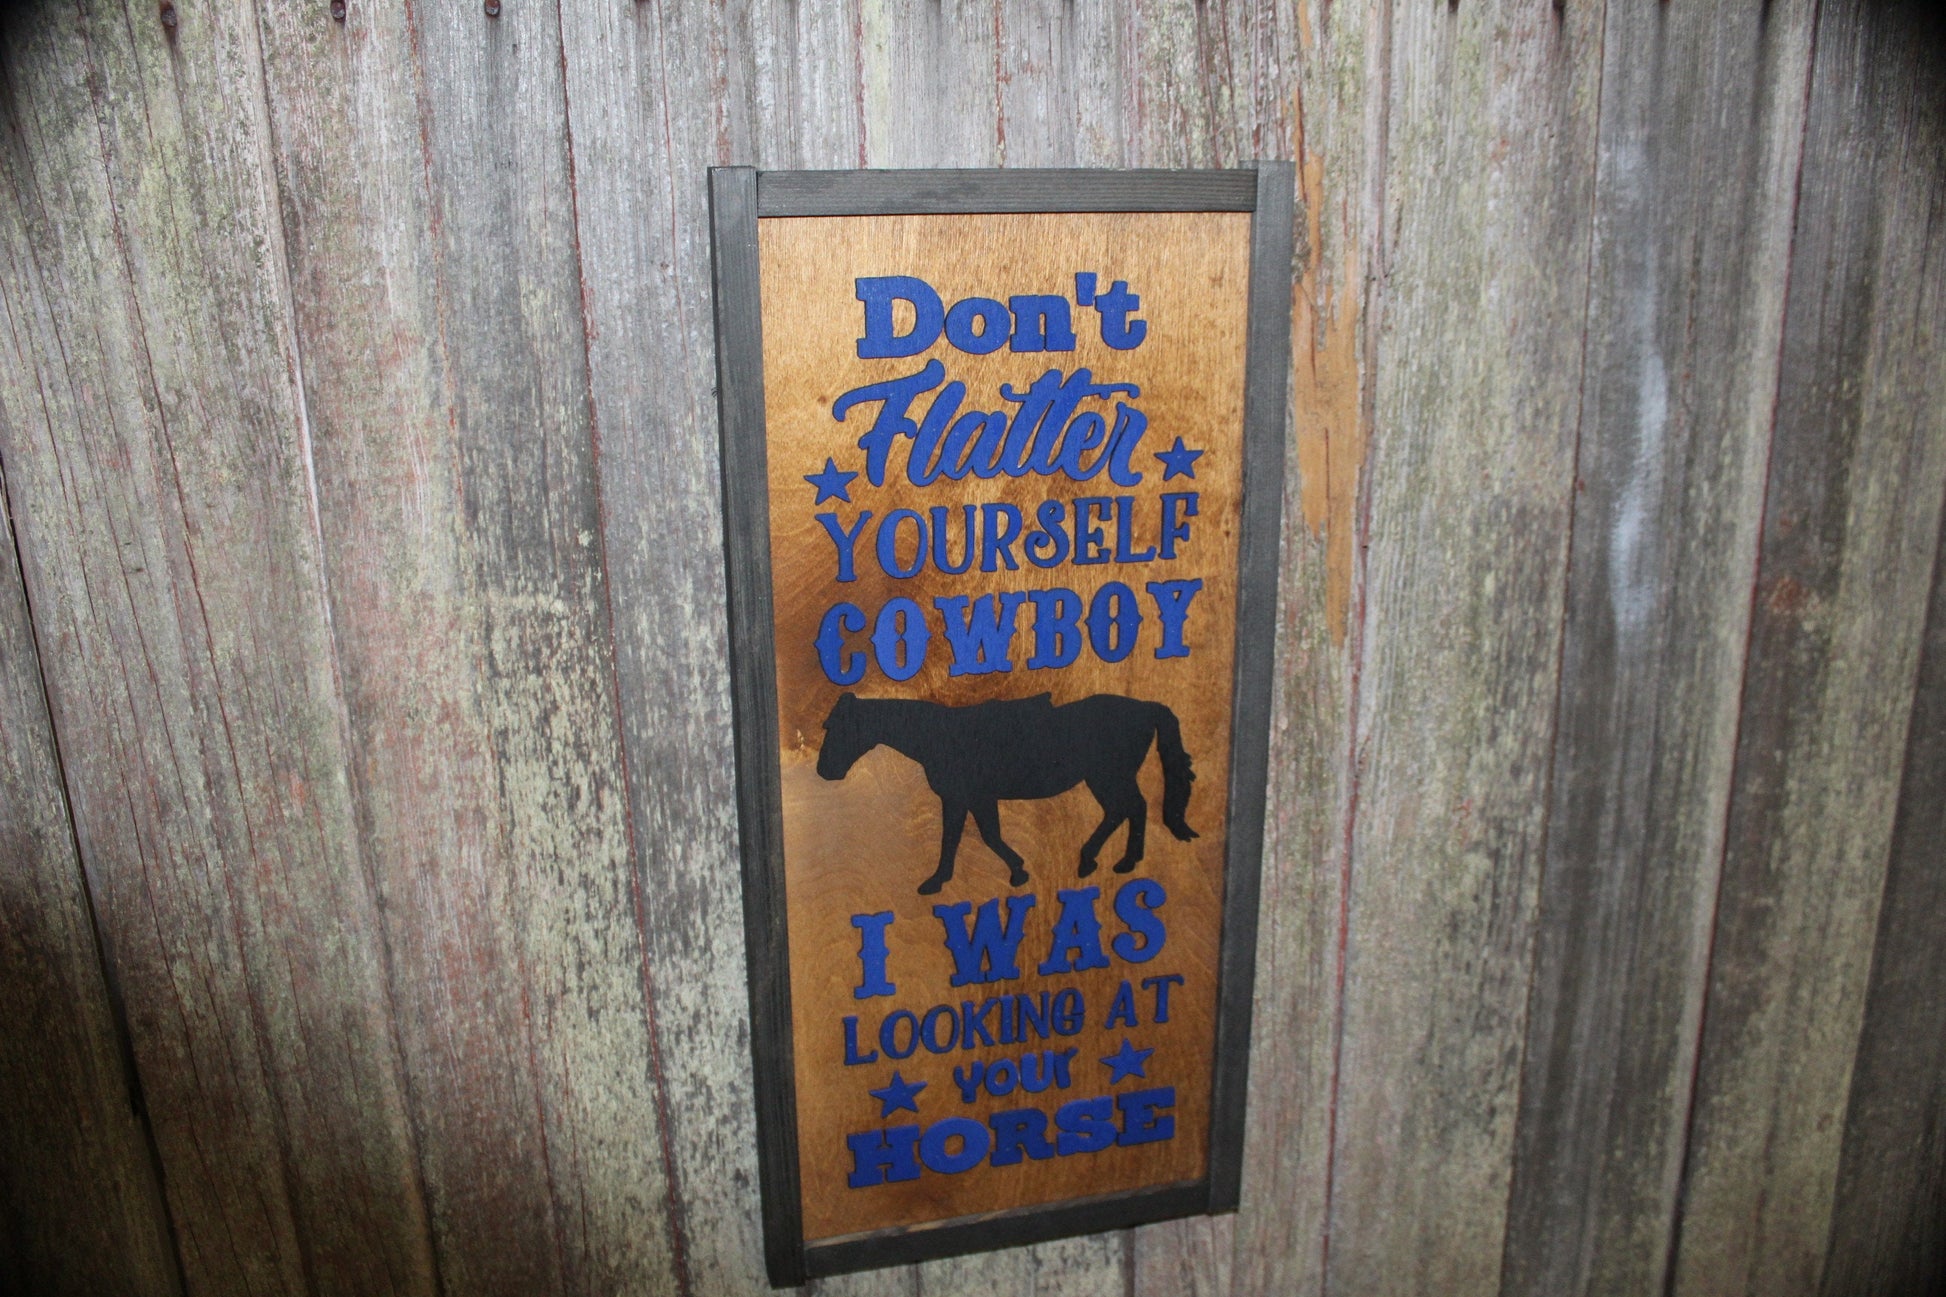 Don't
Flatter
YOURSELF
COWBOY
I WAS
LOOKING AT
your
HORSE